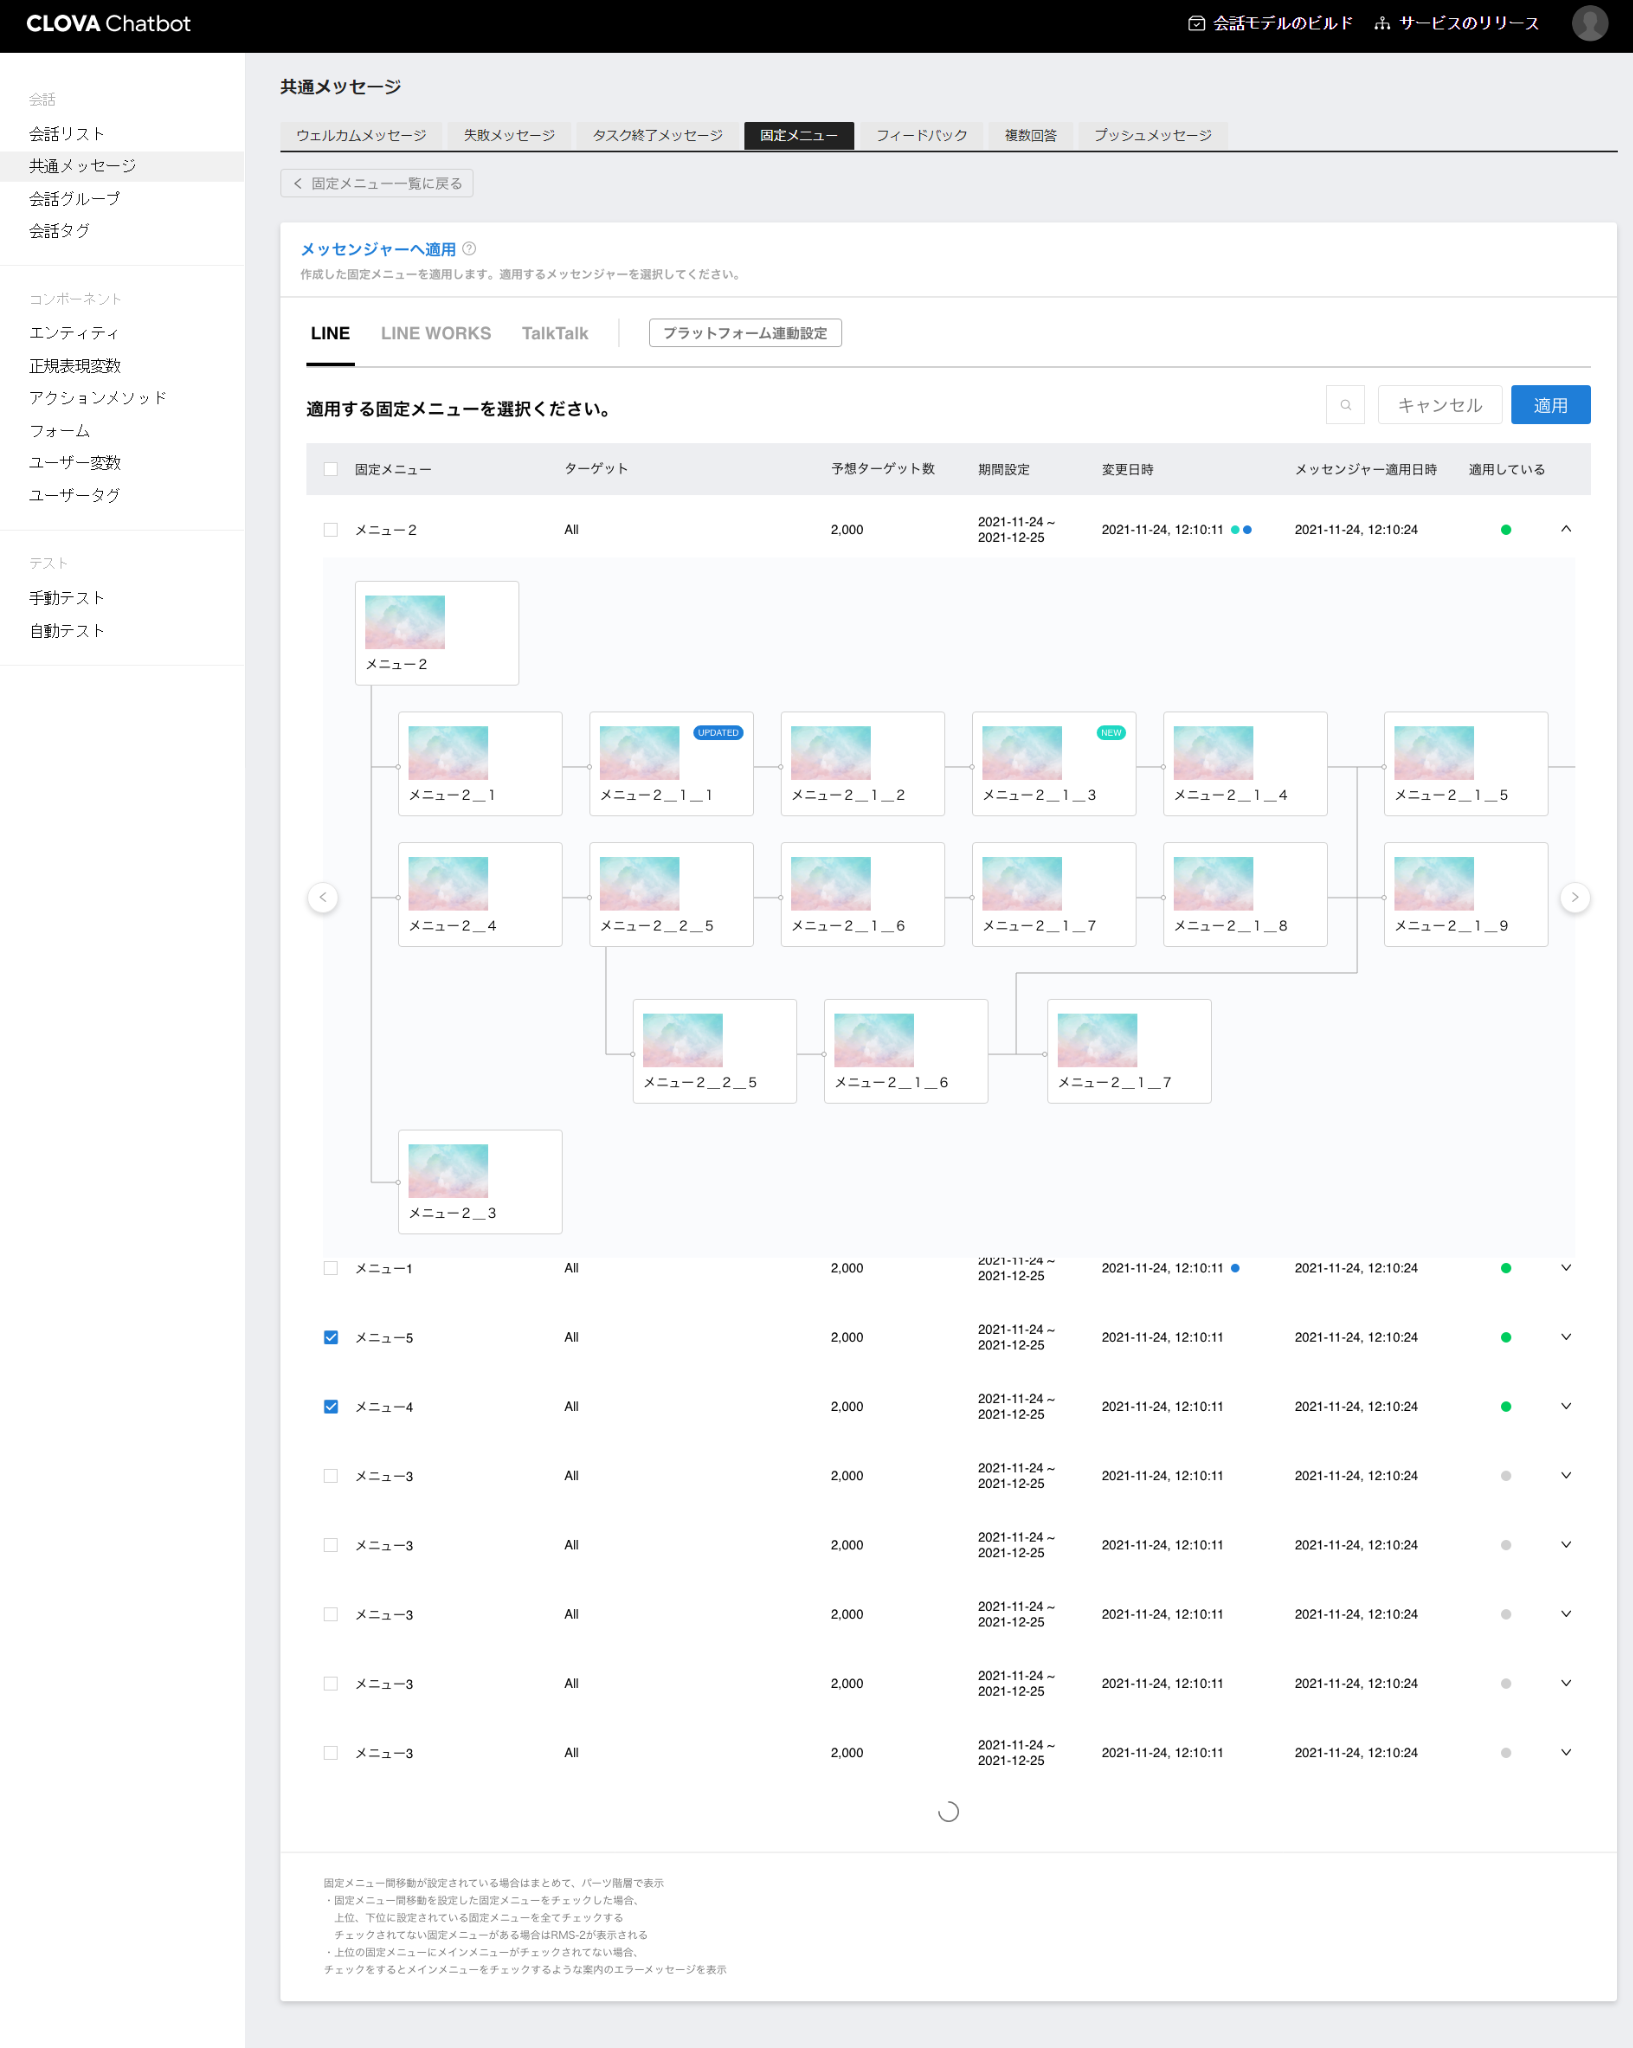 CLOVA Chatbot
会話モデルのビルド
サービスのリリース
会話
会話リスト
共通メッセージ
会話グループ
会話タグ
コンポーネント
エンティティ
正規表現変数
アクションメソッド
フォーム
ユーザー変数
ユーザータグ
テスト
手動テスト
自動テスト
共通メッセージ
ウェルカムメッセージ 失敗メッセージ タスク終了メッセージ 固定メニュー フィードバック 複数回答 プッシュメッセージ
固定メニュー一覧に戻る
メッセンジャーへ適用 ?
作成した固定メニューを適用します。適用するメッセンジャーを選択してください。
LINE LINE WORKS TalkTalk プラットフォーム連動設定
適用する固定メニューを選択ください。
キャンセル 適用
固定メニュー ターゲット 予想ターゲット数 期間設定 変更日時 メッセンジャー適用日時 適用している
メニュー2 All 2,000 2021-11-24 ~ 2021-11-24, 12:10:11 2021-11-24, 12:10:24
2021-12-25
メニュー2
UPDATED NEW
メニュー2__1 メニュー2__1__1 メニュー2__1__2 メニュー2__1__3 メニュー2__1__4 メニュー2__1__5
メニュー2__4 メニュー2__2__5 メニュー2__1__6 メニュー2__1__7 メニュー2__1__8 メニュー2__1__9
メニュー2__2__5 メニュー2__1__6 メニュー2__1__7
メニュー2__3
メニュー1 All 2,000 2021-11-24 ~ 2021-11-24, 12:10:11 2021-11-24, 12:10:24
2021-12-25
メニュー5 All 2,000 2021-11-24 ~ 2021-11-24, 12:10:11 2021-11-24, 12:10:24
2021-12-25
メニュー4 All 2,000 2021-11-24 ~ 2021-11-24, 12:10:11 2021-11-24, 12:10:24
2021-12-25
メニュー3 All 2,000 2021-11-24 ~ 2021-11-24, 12:10:11 2021-11-24, 12:10:24
2021-12-25
メニュー3 All 2,000 2021-11-24 ~ 2021-11-24, 12:10:11 2021-11-24, 12:10:24
2021-12-25
メニュー3 All 2,000 2021-11-24 ~ 2021-11-24, 12:10:11 2021-11-24, 12:10:24
2021-12-25
メニュー3 All 2,000 2021-11-24 ~ 2021-11-24, 12:10:11 2021-11-24, 12:10:24
2021-12-25
メニュー3 All 2,000 2021-11-24 ~ 2021-11-24, 12:10:11 2021-11-24, 12:10:24
2021-12-25
固定メニュー間移動が設定されている場合はまとめて、パーツ階層で表示
・固定メニュー間移動を設定した固定メニューをチェックした場合、
上位、下位に設定されている固定メニューを全てチェックする
チェックされてない固定メニューがある場合はRMS-2が表示される
・上位の固定メニューにメインメニューがチェックされてない場合、
チェックをするとメインメニューをチェックするような案内のエラーメッセージを表示